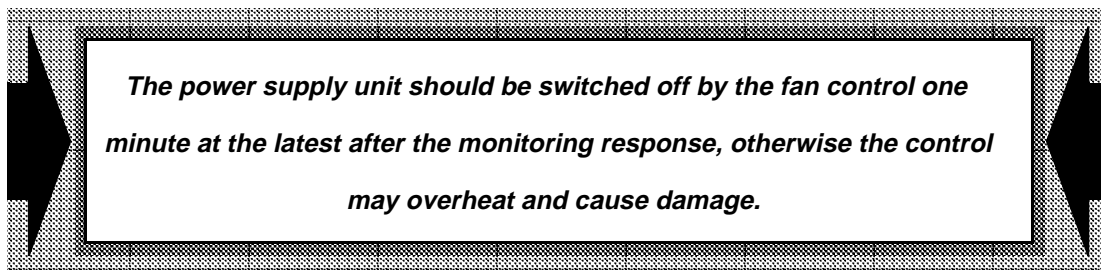 The power supply unit should be switched off by the fan control one
minute at the latest after the monitoring response, otherwise the control
may overheat and cause damage.